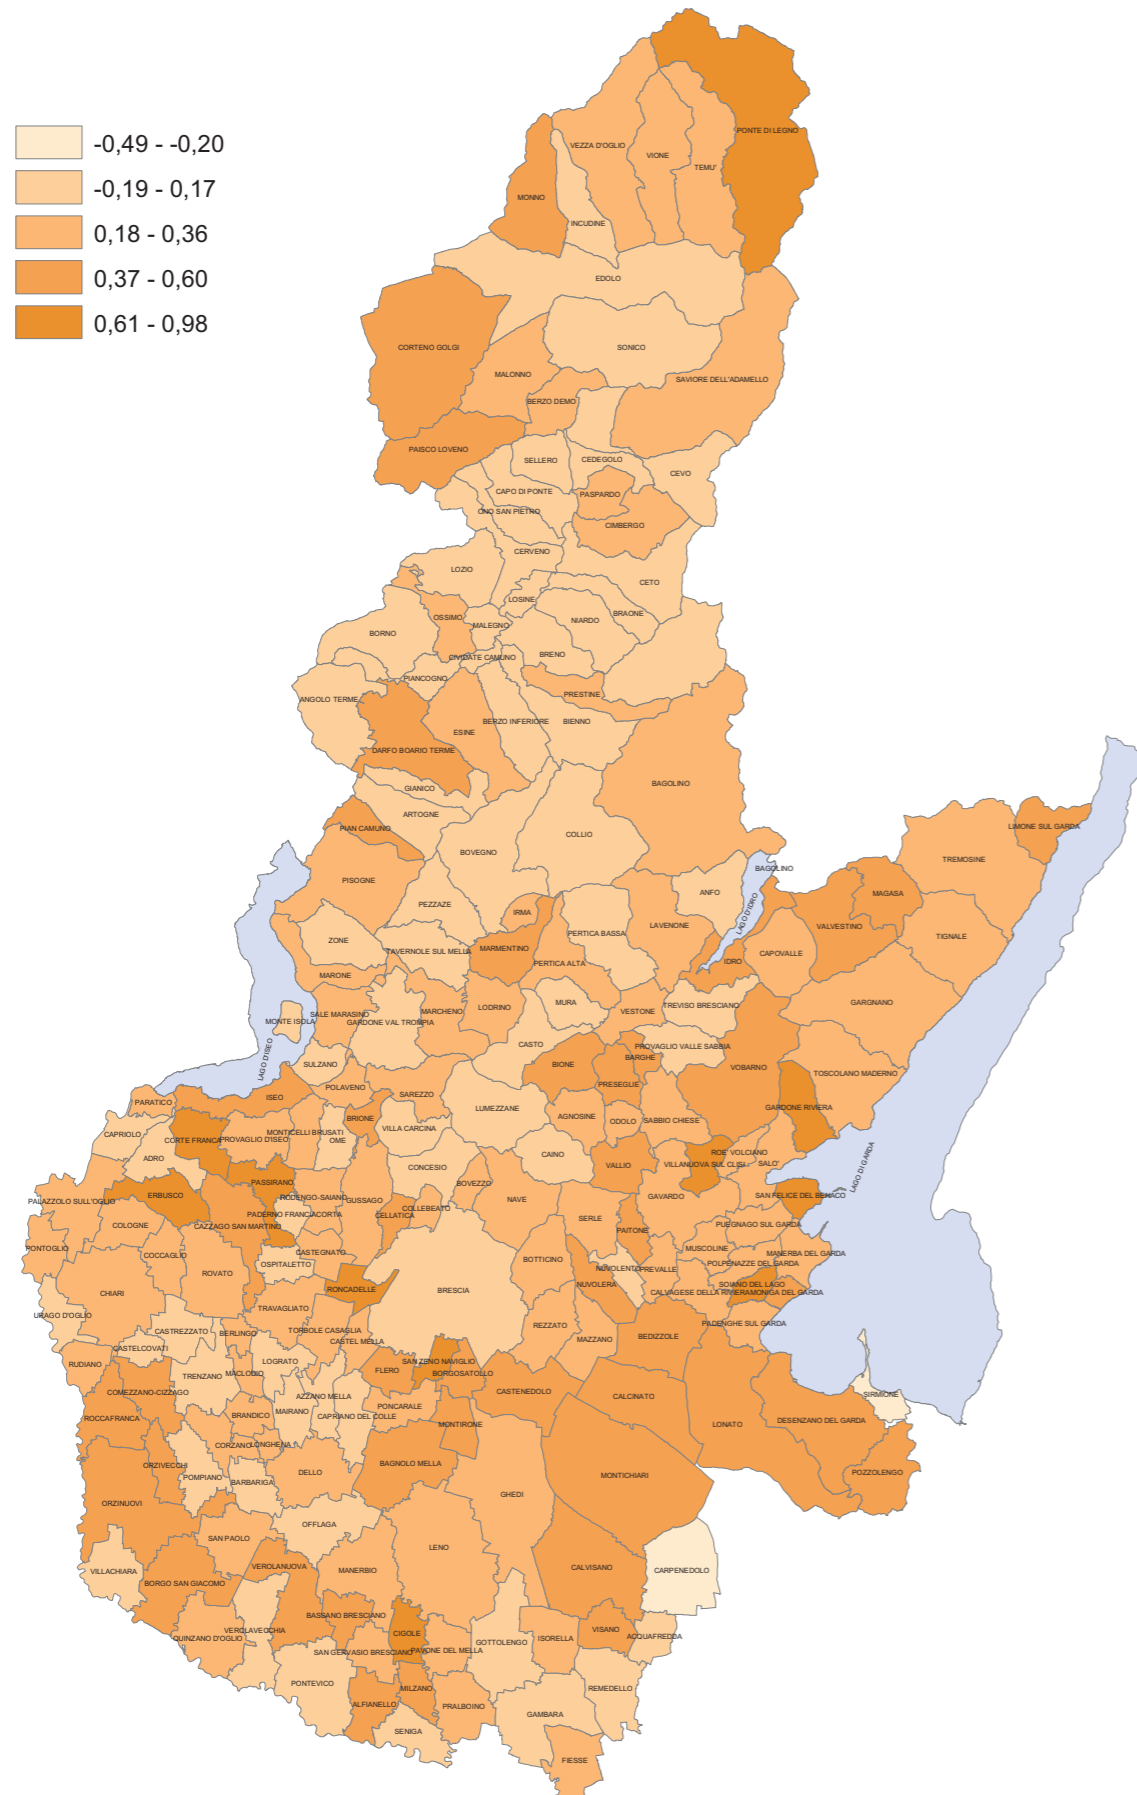 -0,49 - -0,20
-0,19 - 0,17
0,18 - 0,36
0,37 - 0,60
0,61 - 0,98
PONTE DI LEGNO
VEZZA D'OGLIO
VIONE
TEMU'
MONNO
INCUDINE
EDOLO
CORTENO GOLGI
SONICO
MALONNO
SAVIORE DELL'ADAMELLO
BERZO DEMO
PAISCO LOVENO
SELLERO
CEDEGOLO
CEVO
CAPO DI PONTE
PASPARDO
ONO SAN PIETRO
CIMBERGO
CERVENO
LOZIO
CETO
LOSINE
BRAONE
OSSIMO
NIARDO
MALEGNO
BORNO
CIVIDATE CAMUNO
BRENO
PIANCOGNO
PRESTINE
ANGOLO TERME
BERZO INFERIORE
BIENNO
ESINE
DARFO BOARIO TERME
BAGOLINO
GIANICO
ARTOGNE
PIAN CAMUNO
COLLIO
LIMONE SUL GARDA
BOVEGNO
TREMOSINE
BAGOLINO
PISOGNE
ANFO
MAGASA
PEZZAZE
IRMA
LAGO D'IDRO
LAVENONE
VALVESTINO
PERTICA BASSA
TIGNALE
ZONE
TAVERNOLE SUL MELLA
MARMENTINO
CAPOVALLE
PERTICA ALTA
IDRO
MARONE
GARGNANO
MURA
TREVISO BRESCIANO
SALE MARASINO
MARCHENO
LODRINO
VESTONE
MONTE ISOLA
GARDONE VAL TROMPIA
CASTO
PROVAGLIO VALLE SABBIA
LAGO D'ISEO
SULZANO
BIONE
BARGHE
VOBARNO
TOSCOLANO MADERNO
POLAVENO
PRESEGLIE
ISEO
SAREZZO
PARATICO
LUMEZZANE
GARDONE RIVIERA
BRIONE
AGNOSINE
ODOLO
SABBIO CHIESE
CAPRIOLO
CORTE FRANCA
PROVAGLIO D'ISEO
MONTICELLI BRUSATI
OME
VILLA CARCINA
ADRO
CAINO
ROE' VOLCIANO
CONCESIO
VALLIO
VILLANUOVA SUL CLISI
SALO'
LAGO DI GARDA
PASSIRANO
BOVEZZO
PALAZZOLO SULL'OGLIO
ERBUSCO
RODENGO-SAIANO
GUSSAGO
COLLEBEATO
NAVE
GAVARDO
SAN FELICE DEL BENACO
PADERNO FRANCIACORTA
CELLATICA
SERLE
COLOGNE
CAZZAGO SAN MARTINO
PAITONE
PUEGNAGO SUL GARDA
PONTOGLIO
COCCAGLIO
CASTEGNATO
BOTTICINO
MUSCOLINE
MANERBA DEL GARDA
OSPITALETTO
NUVOLENTO
PREVALLE
POLPENAZZE DEL GARDA
ROVATO
NUVOLERA
SOIANO DEL LAGO
CHIARI
RONCADELLE
BRESCIA
CALVAGESE DELLA RIVIERA
MONIGA DEL GARDA
URAGO D'OGLIO
TRAVAGLIATO
CASTREZZATO
BERLINGO
TORBOLE CASAGLIA
REZZATO
PADENGHE SUL GARDA
CASTELCOVATI
CASTEL MELLA
MAZZANO
BEDIZZOLE
RUDIANO
LOGRATO
SAN ZENO NAVIGLIO
TRENZANO
MACLODIO
FLERO
BORGOSATOLLO
COMEZZANO-CIZZAGO
AZZANO MELLA
CASTENEDOLO
CALCINATO
SIRMIONE
PONCARALE
ROCCAFRANCA
BRANDICO
MAIRANO
CAPRIANO DEL COLLE
LONATO
DESENZANO DEL GARDA
MONTIRONE
CORZANO
LONGHENA
ORZIVECCHI
BAGNOLO MELLA
POMPIANO
BARBARIGA
DELLO
MONTICHIARI
POZZOLENGO
ORZINUOVI
GHEDI
OFFLAGA
SAN PAOLO
LENO
VILLACHIARA
VEROLANUOVA
MANERBIO
CALVISANO
CARPENEDOLO
BORGO SAN GIACOMO
BASSANO BRESCIANO
VEROLAVECCHIA
CIGOLE
VISANO
QUINZANO D'OGLIO
GOTTOLENGO
ISORELLA
ACQUAFREDDA
SAN GERVASIO BRESCIANO
PAVONE DEL MELLA
PONTEVICO
MILZANO
REMEDELLO
ALFIANELLO
PRALBOINO
GAMBARA
SENIGA
FIESSE